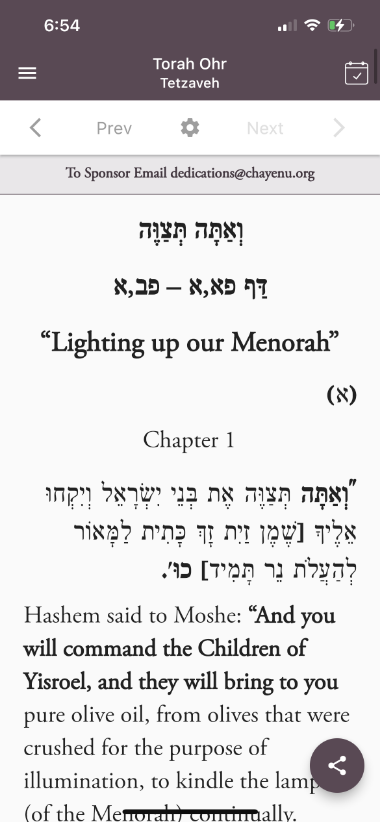 6:54
Torah Ohr
Tetzaveh
Prev
Next
To Sponsor Email dedications@chayenu.org
וְאַתָּה תְּצַוֶּה
דַּף פא,א – פב,א
“Lighting up our Menorah”
(א)
Chapter 1
"וְאַתָּה תְּצַוֶּה אֶת בְּנֵי יִשְׂרָאֵל וְיִקְחוּ
אֵלֶיךָ [שֶׁמֶן זַיִת זָךְ כָּתִית לַמָּאוֹר
לְהַעֲלֹת נֵר תָּמִיד] כוּ'.
Hashem said to Moshe: “And you
will command the Children of
Yisroel, and they will bring to you
pure olive oil, from olives that were
crushed for the purpose of
illumination, to kindle the lamp
(of the Menorah) continually.